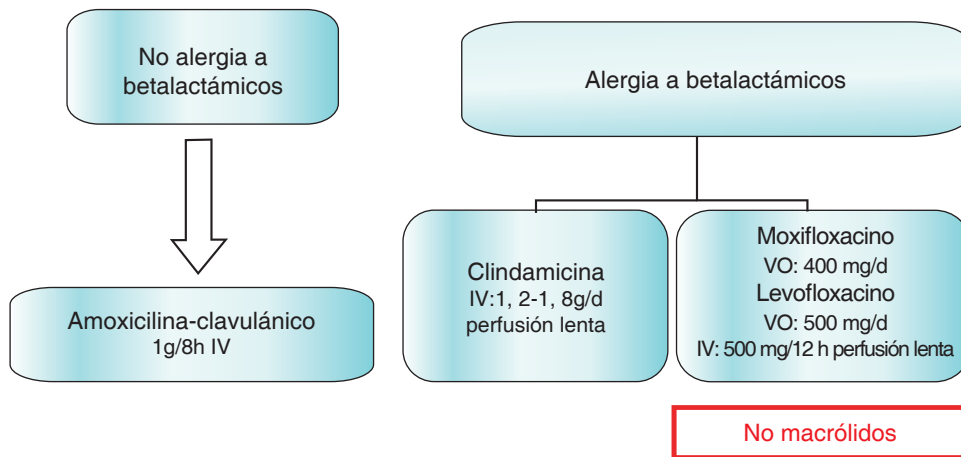 No alergia a
betalactámicos
Amoxicilina-clavulánico
1g/8h IV
Alergia a betalactámicos
Clindamicina
IV:1, 2-1, 8g/d
perfusión lenta
Moxifloxacino
VO: 400 mg/d
Levofloxacino
VO: 500 mg/d
IV: 500 mg/12 h perfusión lenta
No macrólidos